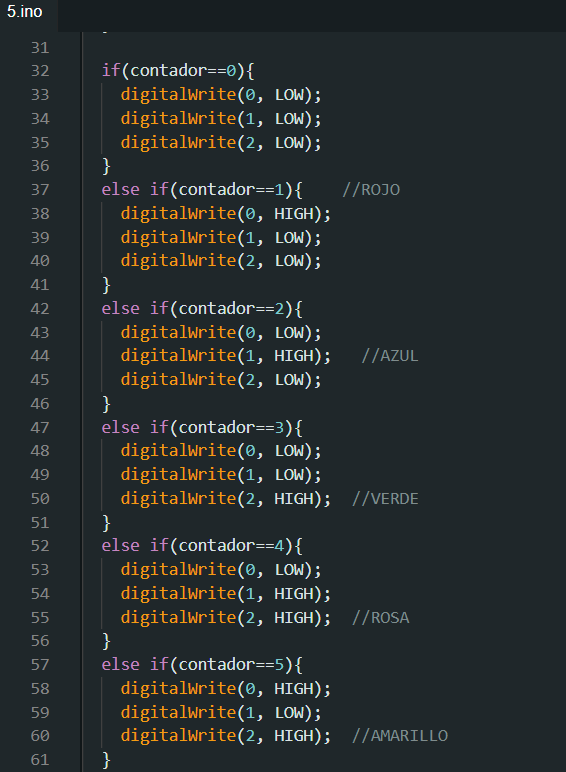 5.ino
31
32 if(contador==0){
33 digitalWrite(0, LOW);
34 digitalWrite(1, LOW);
35 digitalWrite(2, LOW);
36 }
37 else if(contador==1){ //ROJO
38 digitalWrite(0, HIGH);
39 digitalWrite(1, LOW);
40 digitalWrite(2, LOW);
41 }
42 else if(contador==2){
43 digitalWrite(0, LOW);
44 digitalWrite(1, HIGH); //AZUL
45 digitalWrite(2, LOW);
46 }
47 else if(contador==3){
48 digitalWrite(0, LOW);
49 digitalWrite(1, LOW);
50 digitalWrite(2, HIGH); //VERDE
51 }
52 else if(contador==4){
53 digitalWrite(0, LOW);
54 digitalWrite(1, HIGH);
55 digitalWrite(2, HIGH); //ROSA
56 }
57 else if(contador==5){
58 digitalWrite(0, HIGH);
59 digitalWrite(1, LOW);
60 digitalWrite(2, HIGH); //AMARILLO
61 }